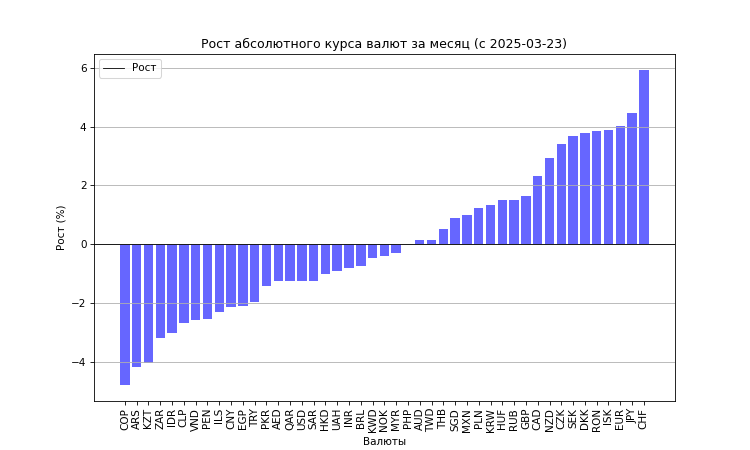 Рост абсолютного курса валют за месяц (с 2025-03-23)
Рост
6
4
2
0
−2
−4
Рост (%)
COP ARS KZT ZAR IDR CLP VND PEN ILS CNY EGP TRY PKR AED QAR USD SAR HKD UAH INR BRL KWD NOK MYR PHP AUD TWD THB SGD MXN PLN KRW HUF RUB GBP CAD NZD CZK SEK DKK RON ISK EUR JPY CHF
Валюты